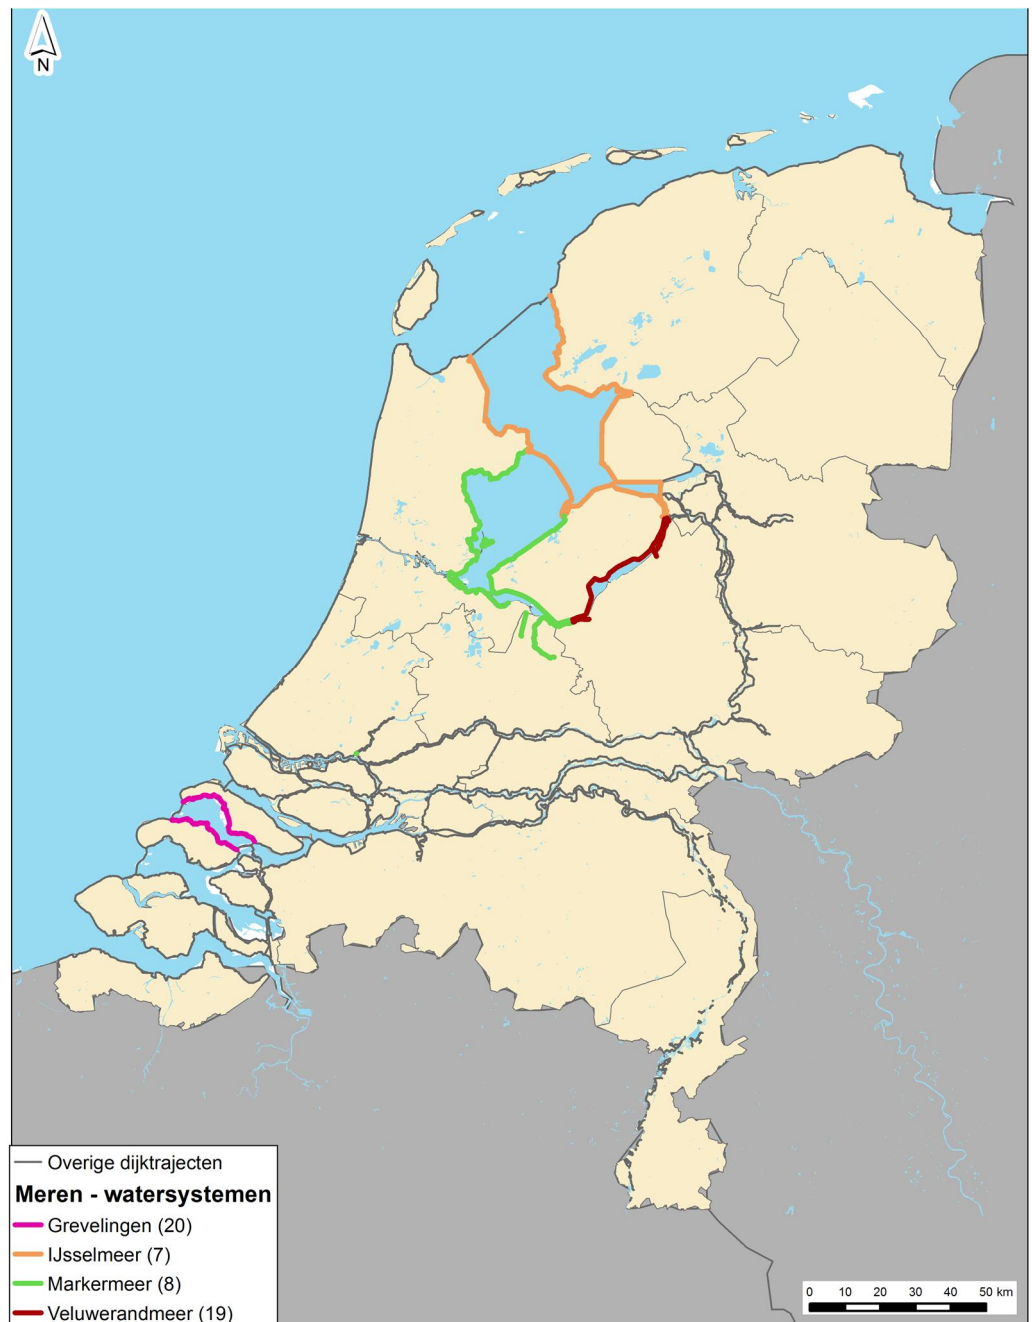 N
Overige dijktrajecten
Meren - watersystemen
Grevelingen (20)
IJsselmeer (7)
Markermeer (8)
Veluwerandmeer (19)
0 10 20 30 40 50 km